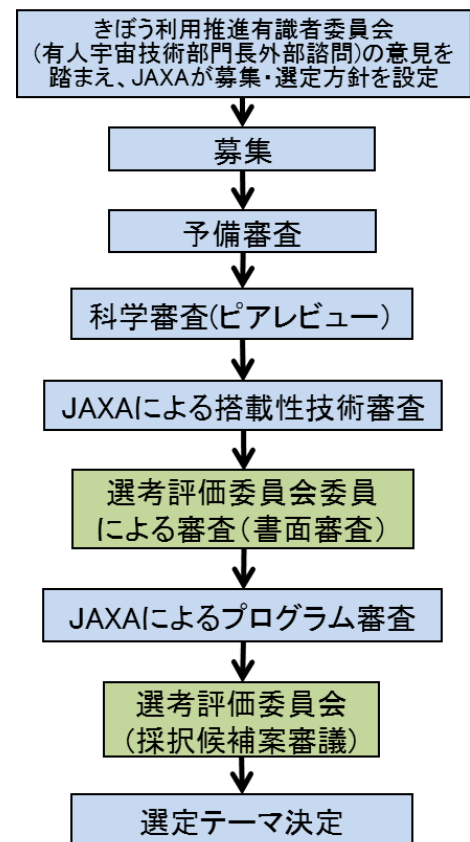 きぼう利用推進有識者委員会
(有人宇宙技術部門長外部諮問)の意見を
踏まえ、JAXAが募集・選定方針を設定
募集
予備審査
科学審査(ピアレビュー)
JAXAによる搭載性技術審査
選考評価委員会委員
による審査(書面審査)
JAXAによるプログラム審査
選考評価委員会
(採択候補案審議)
選定テーマ決定